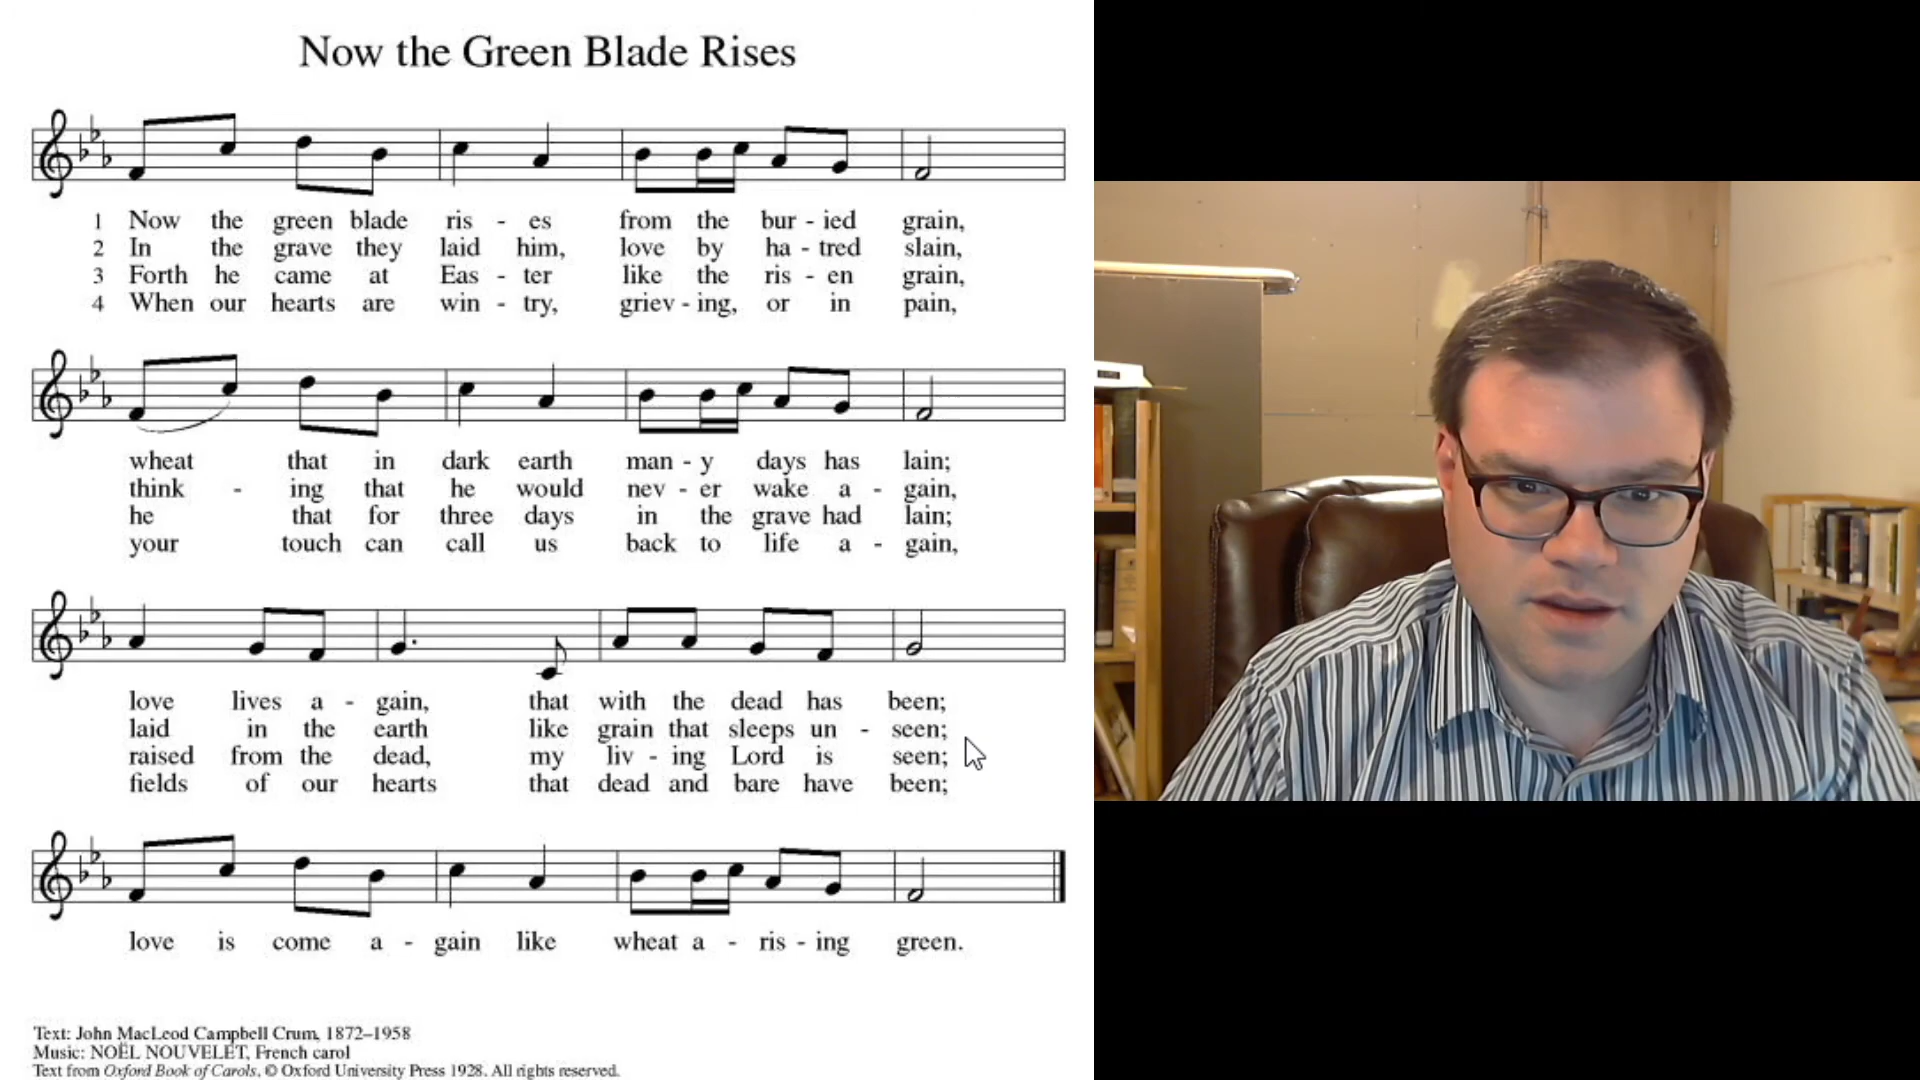 Now the Green Blade Rises
1 Now the green blade ris - es from the bur - ied grain,
2 In the grave they laid him, love by ha - tred slain,
3 Forth he came at Eas - ter like the ris - en grain,
4 When our hearts are win - try, griev - ing, or in pain,
wheat that in dark earth man - y days has lain;
think - ing that he would nev - er wake a - gain,
he that for three days in the grave had lain;
your touch can call us back to life a - gain,
love lives a - gain, that with the dead has been;
laid in the earth like grain that sleeps un - seen;
raised from the dead, my liv - ing Lord is seen;
fields of our hearts that dead and bare have been;
love is come a - gain like wheat a - ris - ing green.
Text: John MacLeod Campbell Crum, 1872–1958
Music: NOËL NOUVELET, French carol
Text from Oxford Book of Carols, © Oxford University Press 1928. All rights reserved.